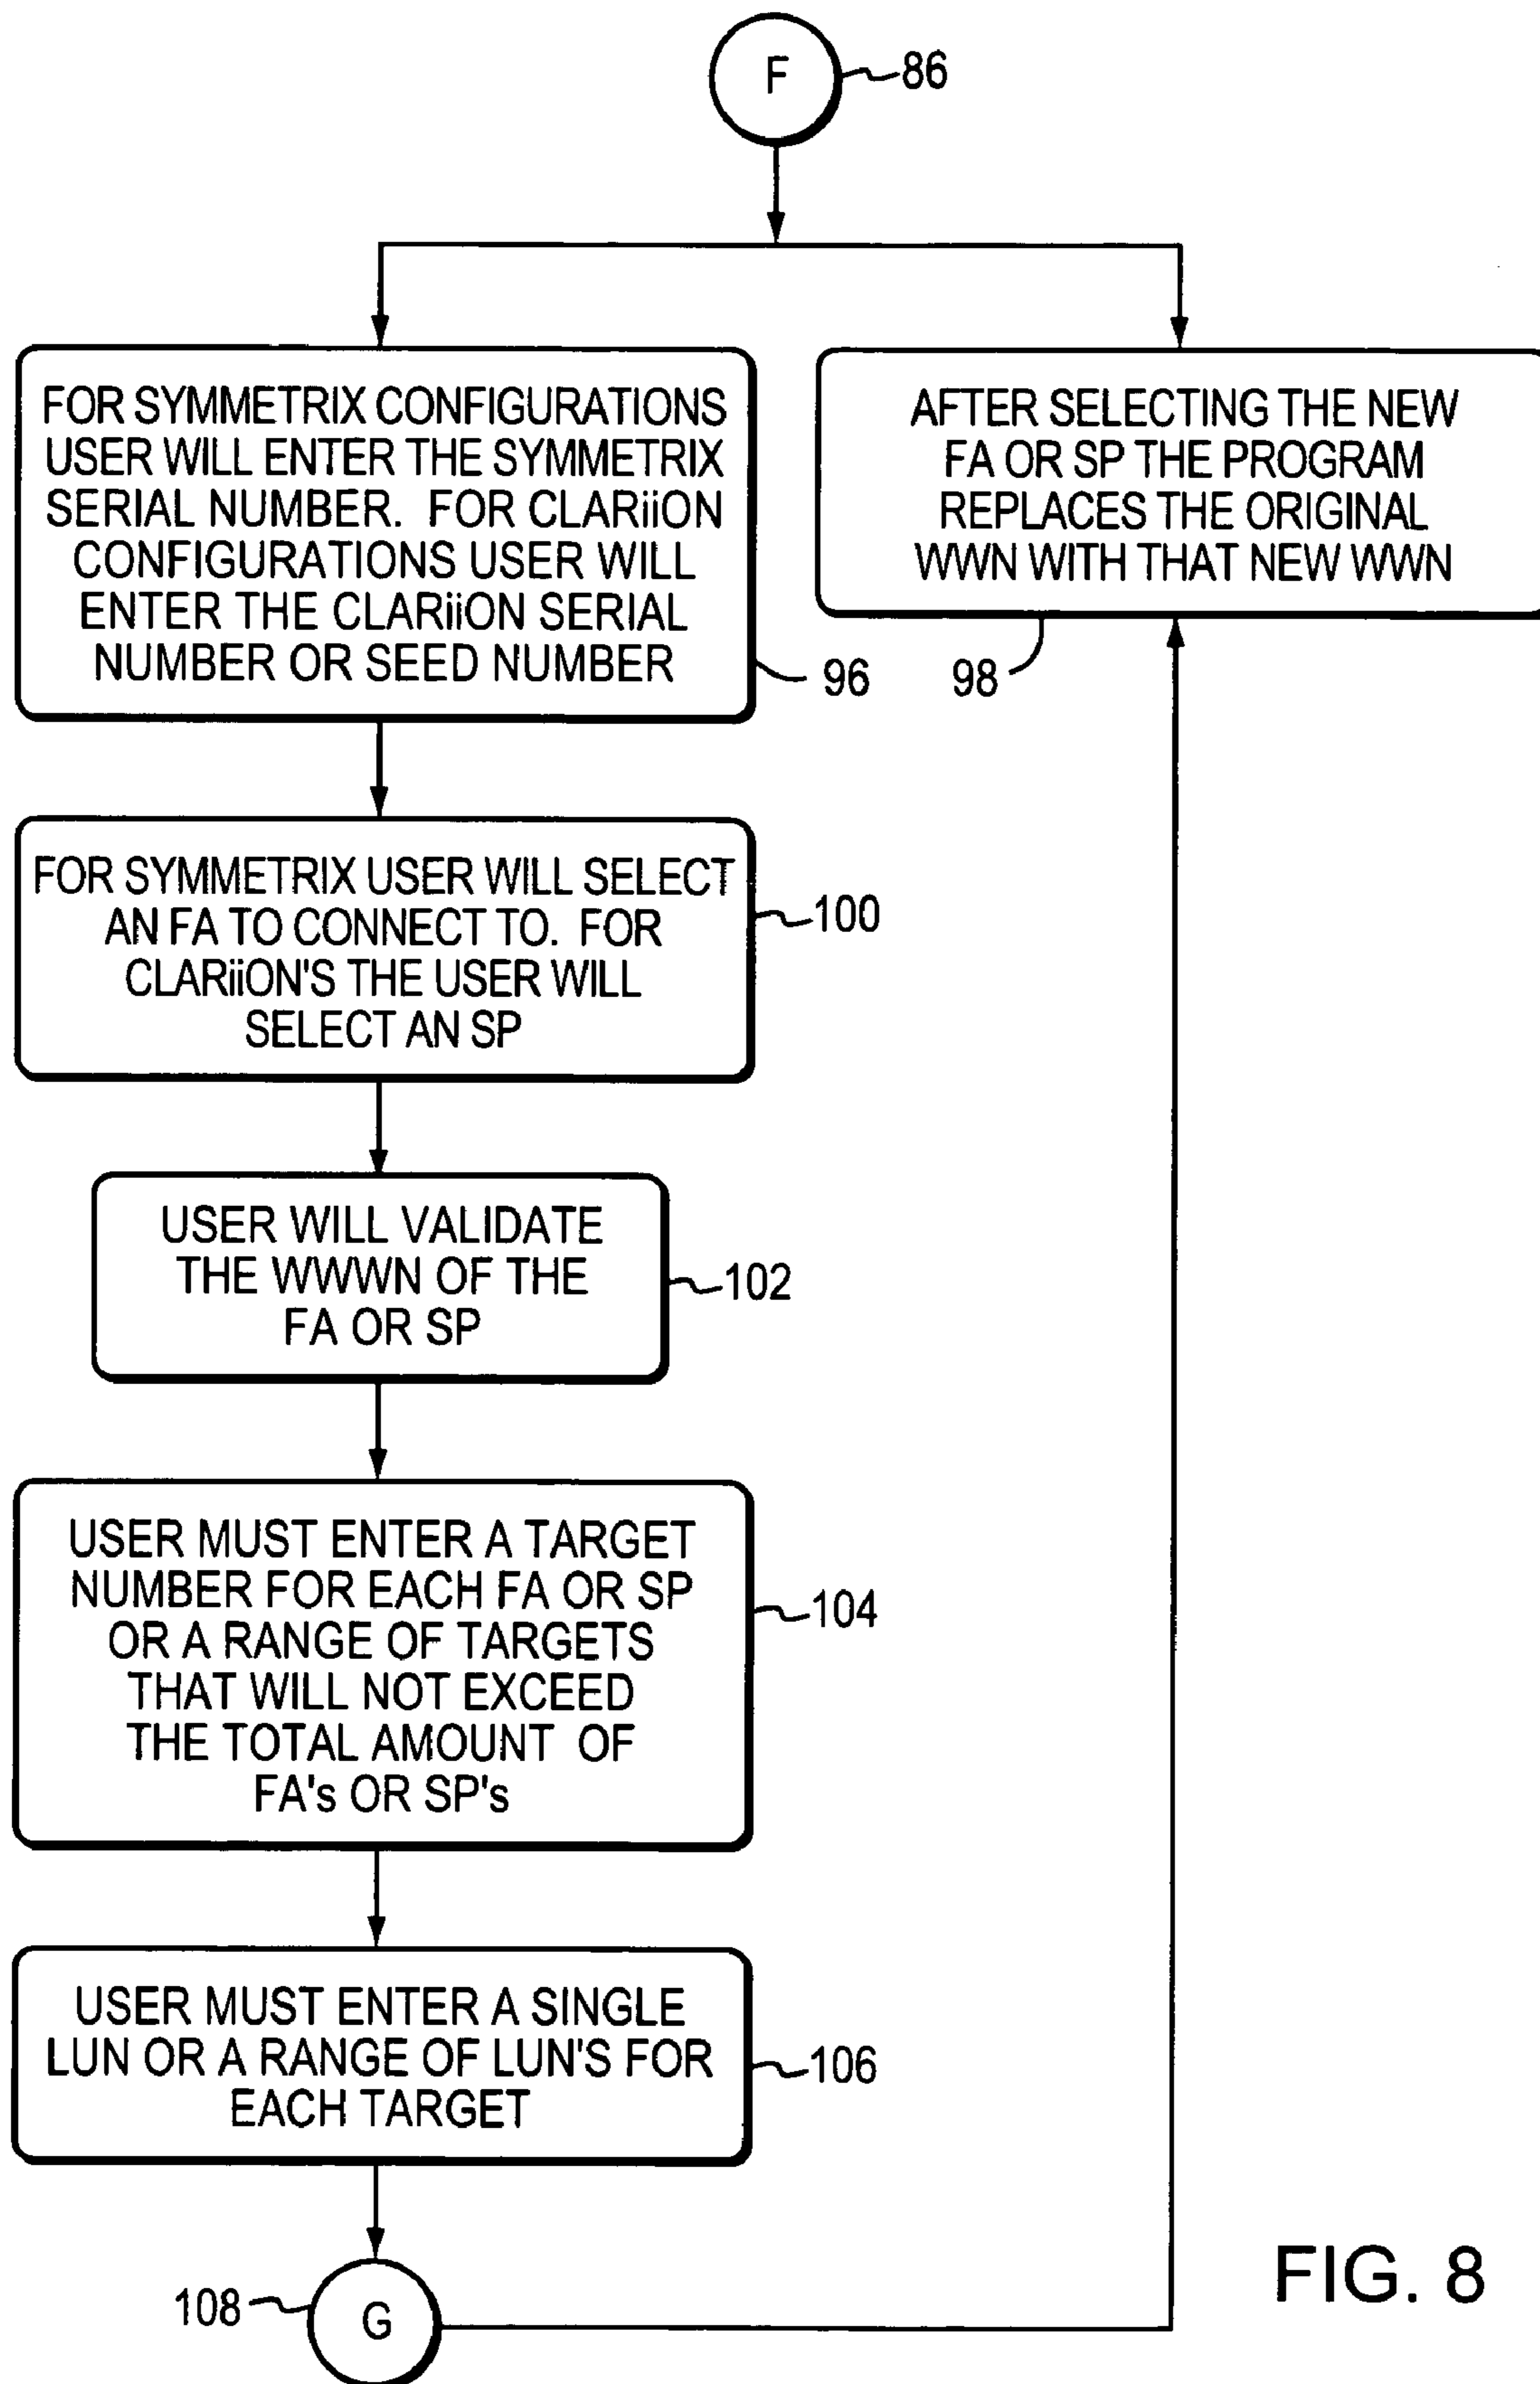 F
86
FOR SYMMETRIX CONFIGURATIONS
USER WILL ENTER THE SYMMETRIX
SERIAL NUMBER. FOR CLARiiON
CONFIGURATIONS USER WILL
ENTER THE CLARiiON SERIAL
NUMBER OR SEED NUMBER
96
AFTER SELECTING THE NEW
FA OR SP THE PROGRAM
REPLACES THE ORIGINAL
WWN WITH THAT NEW WWN
98
FOR SYMMETRIX USER WILL SELECT
AN FA TO CONNECT TO. FOR
CLARiiON'S THE USER WILL
SELECT AN SP
100
USER WILL VALIDATE
THE WWWN OF THE
FA OR SP
102
USER MUST ENTER A TARGET
NUMBER FOR EACH FA OR SP
OR A RANGE OF TARGETS
THAT WILL NOT EXCEED
THE TOTAL AMOUNT OF
FA's OR SP's
104
USER MUST ENTER A SINGLE
LUN OR A RANGE OF LUN'S FOR
EACH TARGET
106
108
G
FIG. 8